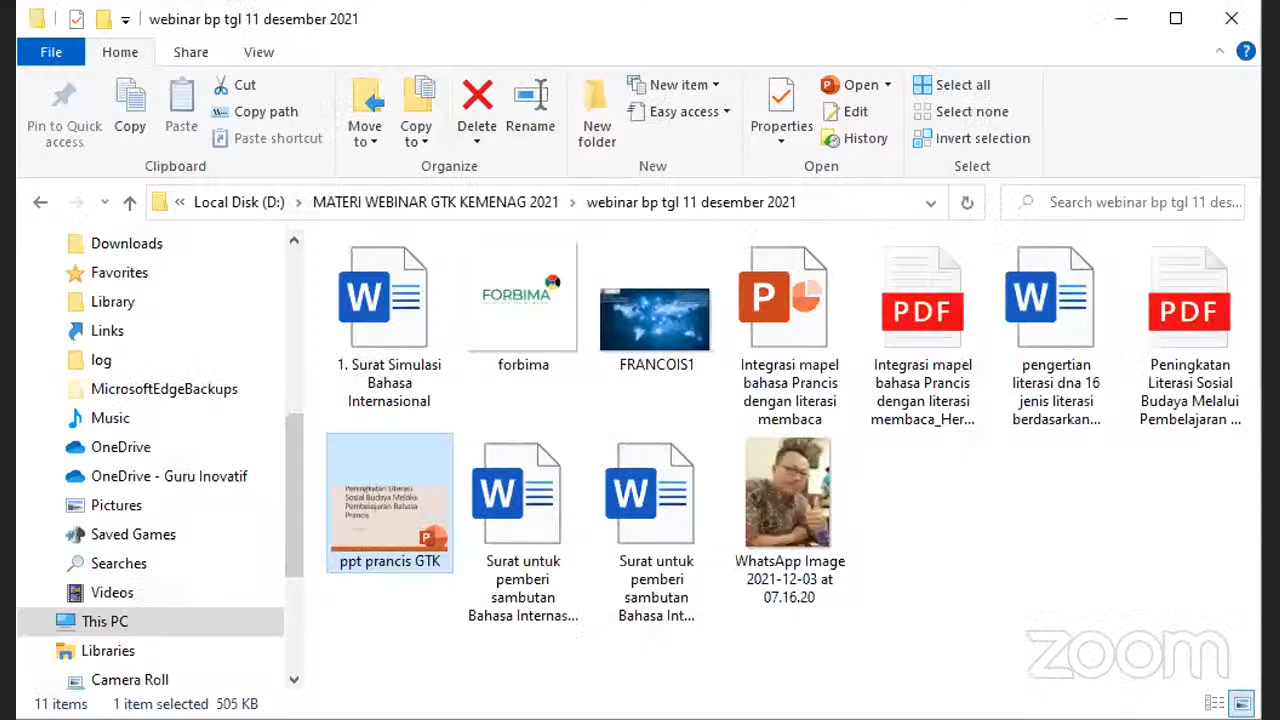 webinar bp tgl 11 desember 2021
File
Home
Share
View
?
Pin to Quick
access
Copy
Paste
Cut
Copy path
Paste shortcut
Clipboard
Move
to
Copy
to
Delete
Rename
Organize
New
folder
New item
Easy access
New
Properties
Open
Edit
History
Open
Select all
Select none
Invert selection
Select
« Local Disk (D:) > MATERI WEBINAR GTK KEMENAG 2021 > webinar bp tgl 11 desember 2021
Search webinar bp tgl 11 des...
Downloads
Favorites
Library
Links
log
MicrosoftEdgeBackups
Music
OneDrive
OneDrive - Guru Inovatif
Pictures
Saved Games
Searches
Videos
This PC
Libraries
Camera Roll
W
1. Surat Simulasi
Bahasa
Internasional
FORBIMA
forbima
FRANCOIS1
P
Integrasi mapel
bahasa Prancis
dengan literasi
membaca
PDF
Integrasi mapel
bahasa Prancis
dengan literasi
membaca_Her...
W
pengertian
literasi dna 16
jenis literasi
berdasarkan...
PDF
Peningkatan
Literasi Sosial
Budaya Melalui
Pembelajaran ...
Peningkatan Literasi
Sosial Budaya Melalui
Pembelajaran Bahasa
Prancis
P
ppt prancis GTK
W
Surat untuk
pemberi
sambutan
Bahasa Internas...
W
Surat untuk
pemberi
sambutan
Bahasa Int...
WhatsApp Image
2021-12-03 at
07.16.20
zoom
11 items
1 item selected 505 KB